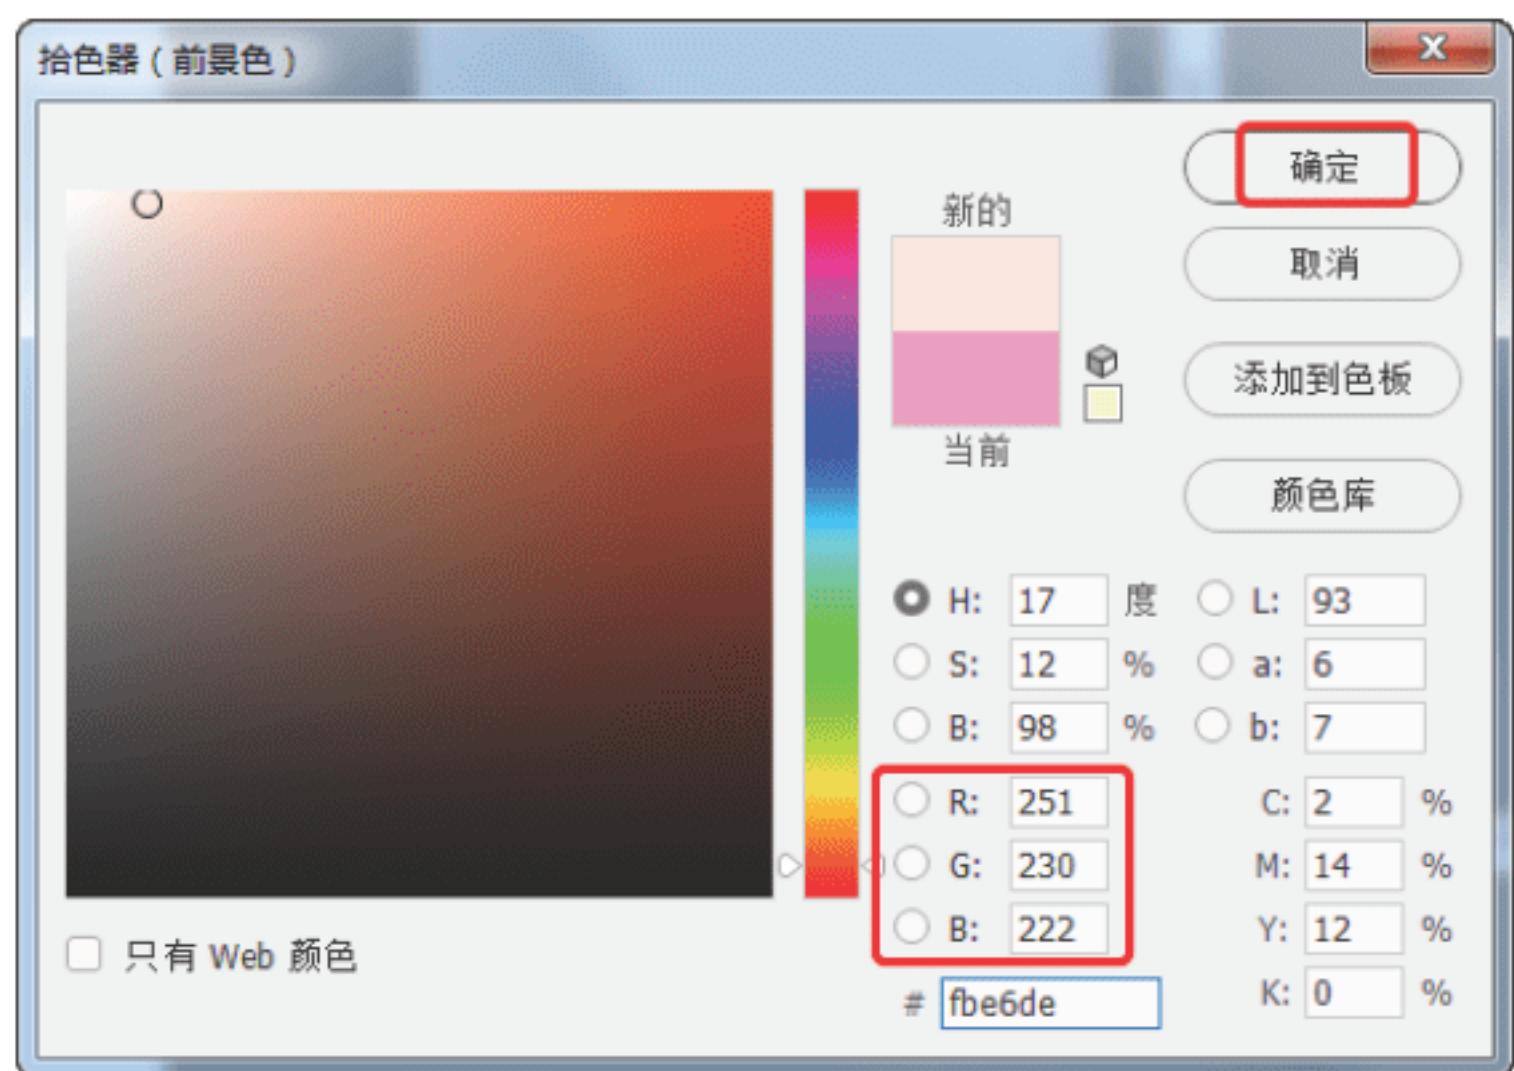 拾色器（前景色）
确定
新的
取消
添加到色板
当前
颜色库
H: 17 度
L: 93
S: 12 %
a: 6
B: 98 %
b: 7
R: 251
C: 2 %
G: 230
M: 14 %
B: 222
Y: 12 %
只有 Web 颜色
# fbe6de
K: 0 %